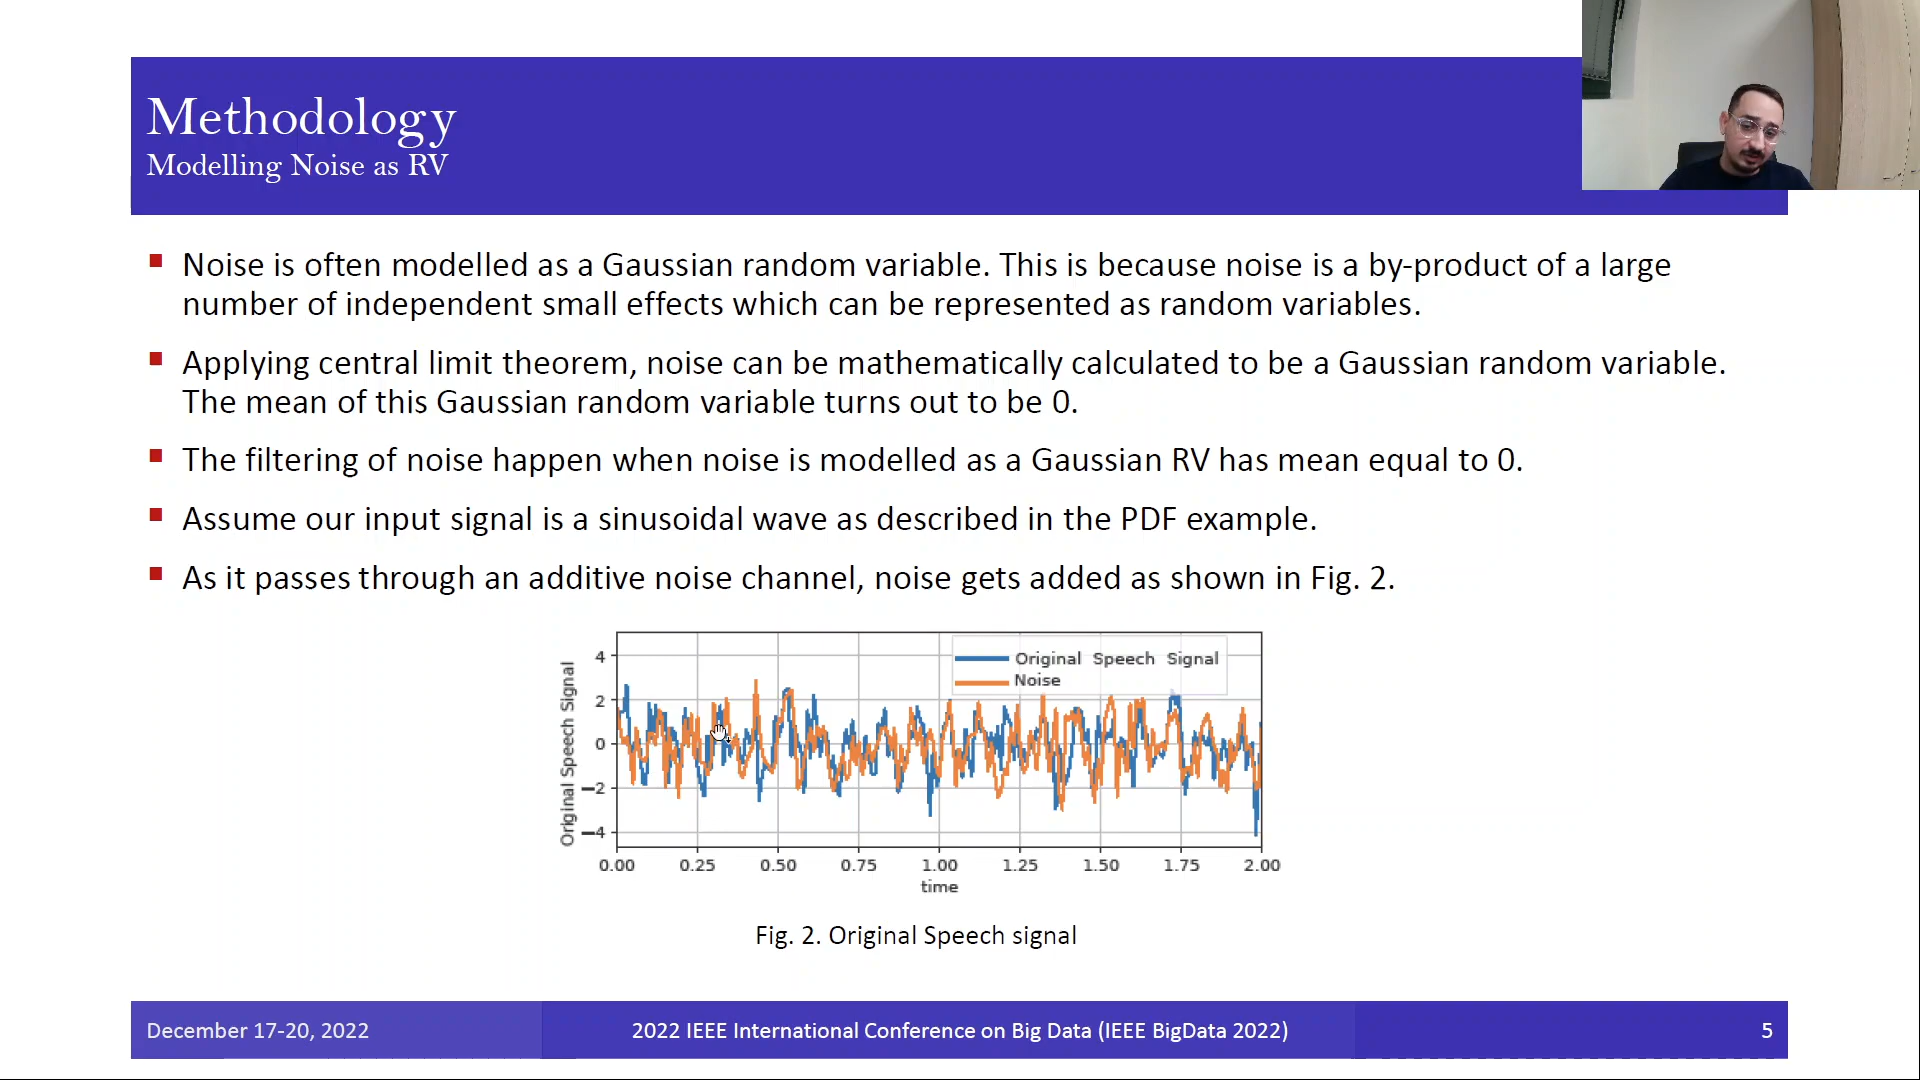 Methodology
Modelling Noise as RV
Noise is often modelled as a Gaussian random variable. This is because noise is a by-product of a large
number of independent small effects which can be represented as random variables.
Applying central limit theorem, noise can be mathematically calculated to be a Gaussian random variable.
The mean of this Gaussian random variable turns out to be 0.
The filtering of noise happen when noise is modelled as a Gaussian RV has mean equal to 0.
Assume our input signal is a sinusoidal wave as described in the PDF example.
As it passes through an additive noise channel, noise gets added as shown in Fig. 2.
Original Speech Signal
4
2
0
−2
−4
Original Speech Signal
Noise
0.00 0.25 0.50 0.75 1.00 1.25 1.50 1.75 2.00
time
Fig. 2. Original Speech signal
December 17-20, 2022 2022 IEEE International Conference on Big Data (IEEE BigData 2022) 5